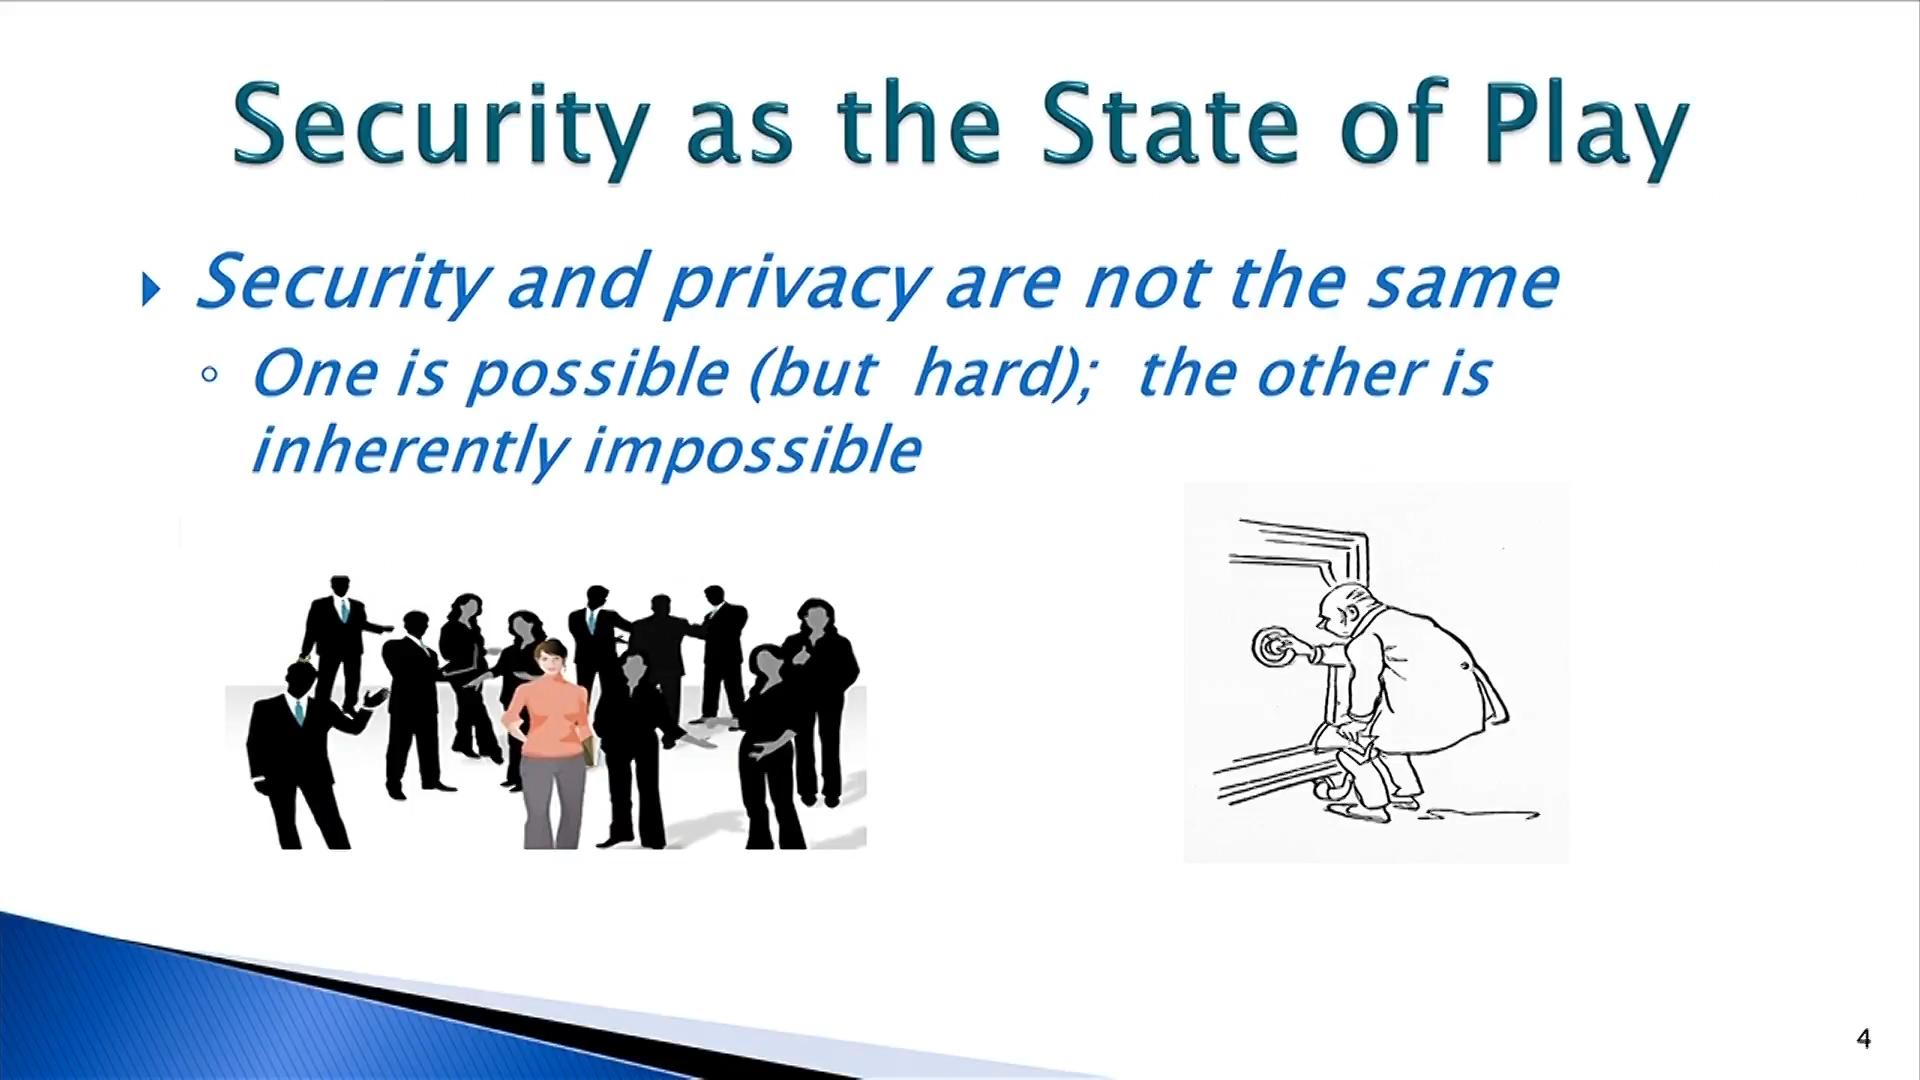 Security as the State of Play
Security and privacy are not the same
One is possible (but hard); the other is
inherently impossible
4